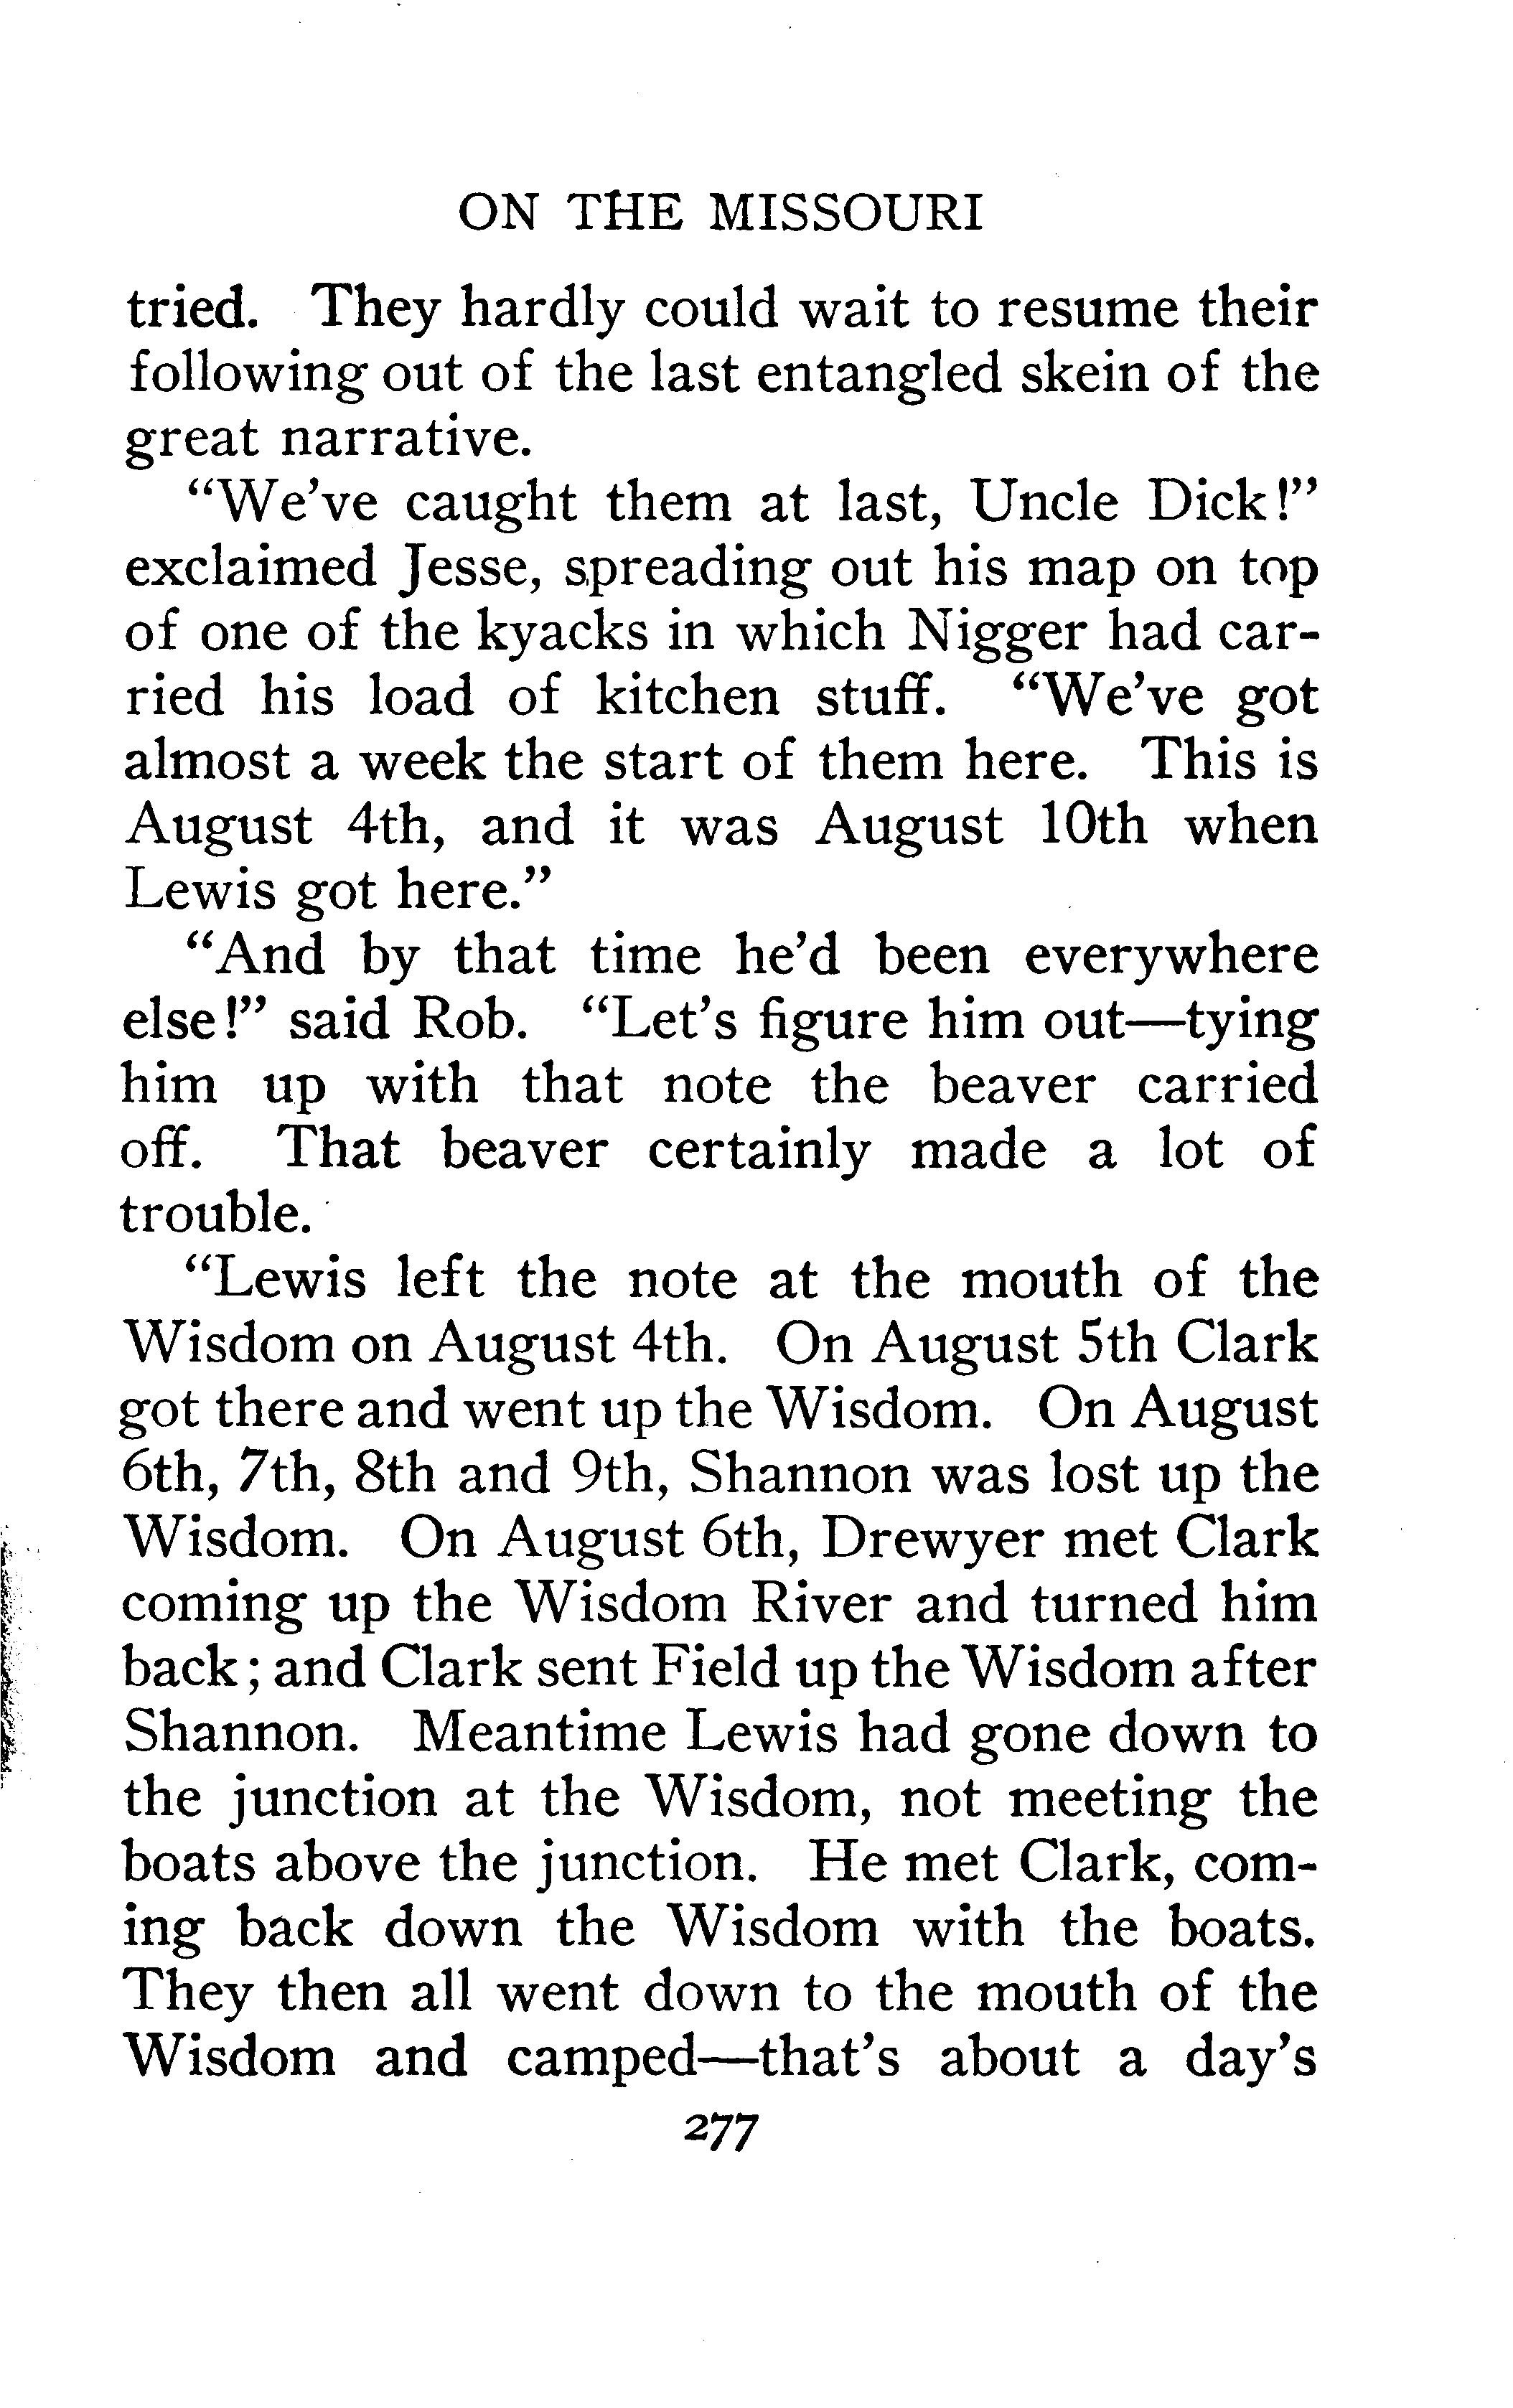 ON THE MISSOURI
tried. They hardly could wait to resume their
following out of the last entangled skein of the
great narrative.
"We've caught them at last, Uncle Dick!"
exclaimed Jesse, spreading out his map on top
of one of the kyacks in which Nigger had car-
ried his load of kitchen stuff. "We've got
almost a week the start of them here. This is
August 4th, and it was August 10th when
Lewis got here."
"And by that time he'd been everywhere
else!" said Rob. "Let's figure him out—tying
him up with that note the beaver carried
off. That beaver certainly made a lot of
trouble.
"Lewis left the note at the mouth of the
Wisdom on August 4th. On August 5th Clark
got there and went up the Wisdom. On August
6th, 7th, 8th and 9th, Shannon was lost up the
Wisdom. On August 6th, Drewyer met Clark
coming up the Wisdom River and turned him
back; and Clark sent Field up the Wisdom after
Shannon. Meantime Lewis had gone down to
the junction at the Wisdom, not meeting the
boats above the junction. He met Clark, com-
ing back down the Wisdom with the boats.
They then all went down to the mouth of the
Wisdom and camped—that's about a day's
277